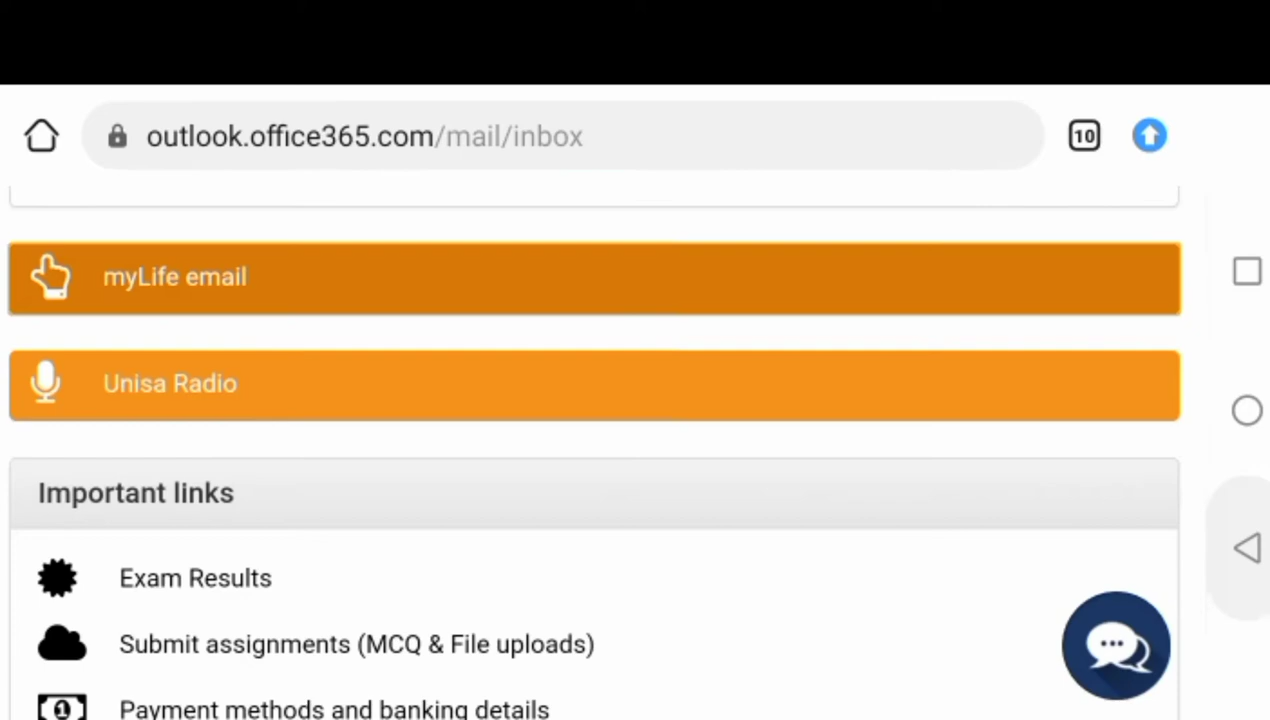 outlook.office365.com/mail/inbox
10
myLife email
Unisa Radio
Important links
Exam Results
Submit assignments (MCQ & File uploads)
Payment methods and banking details